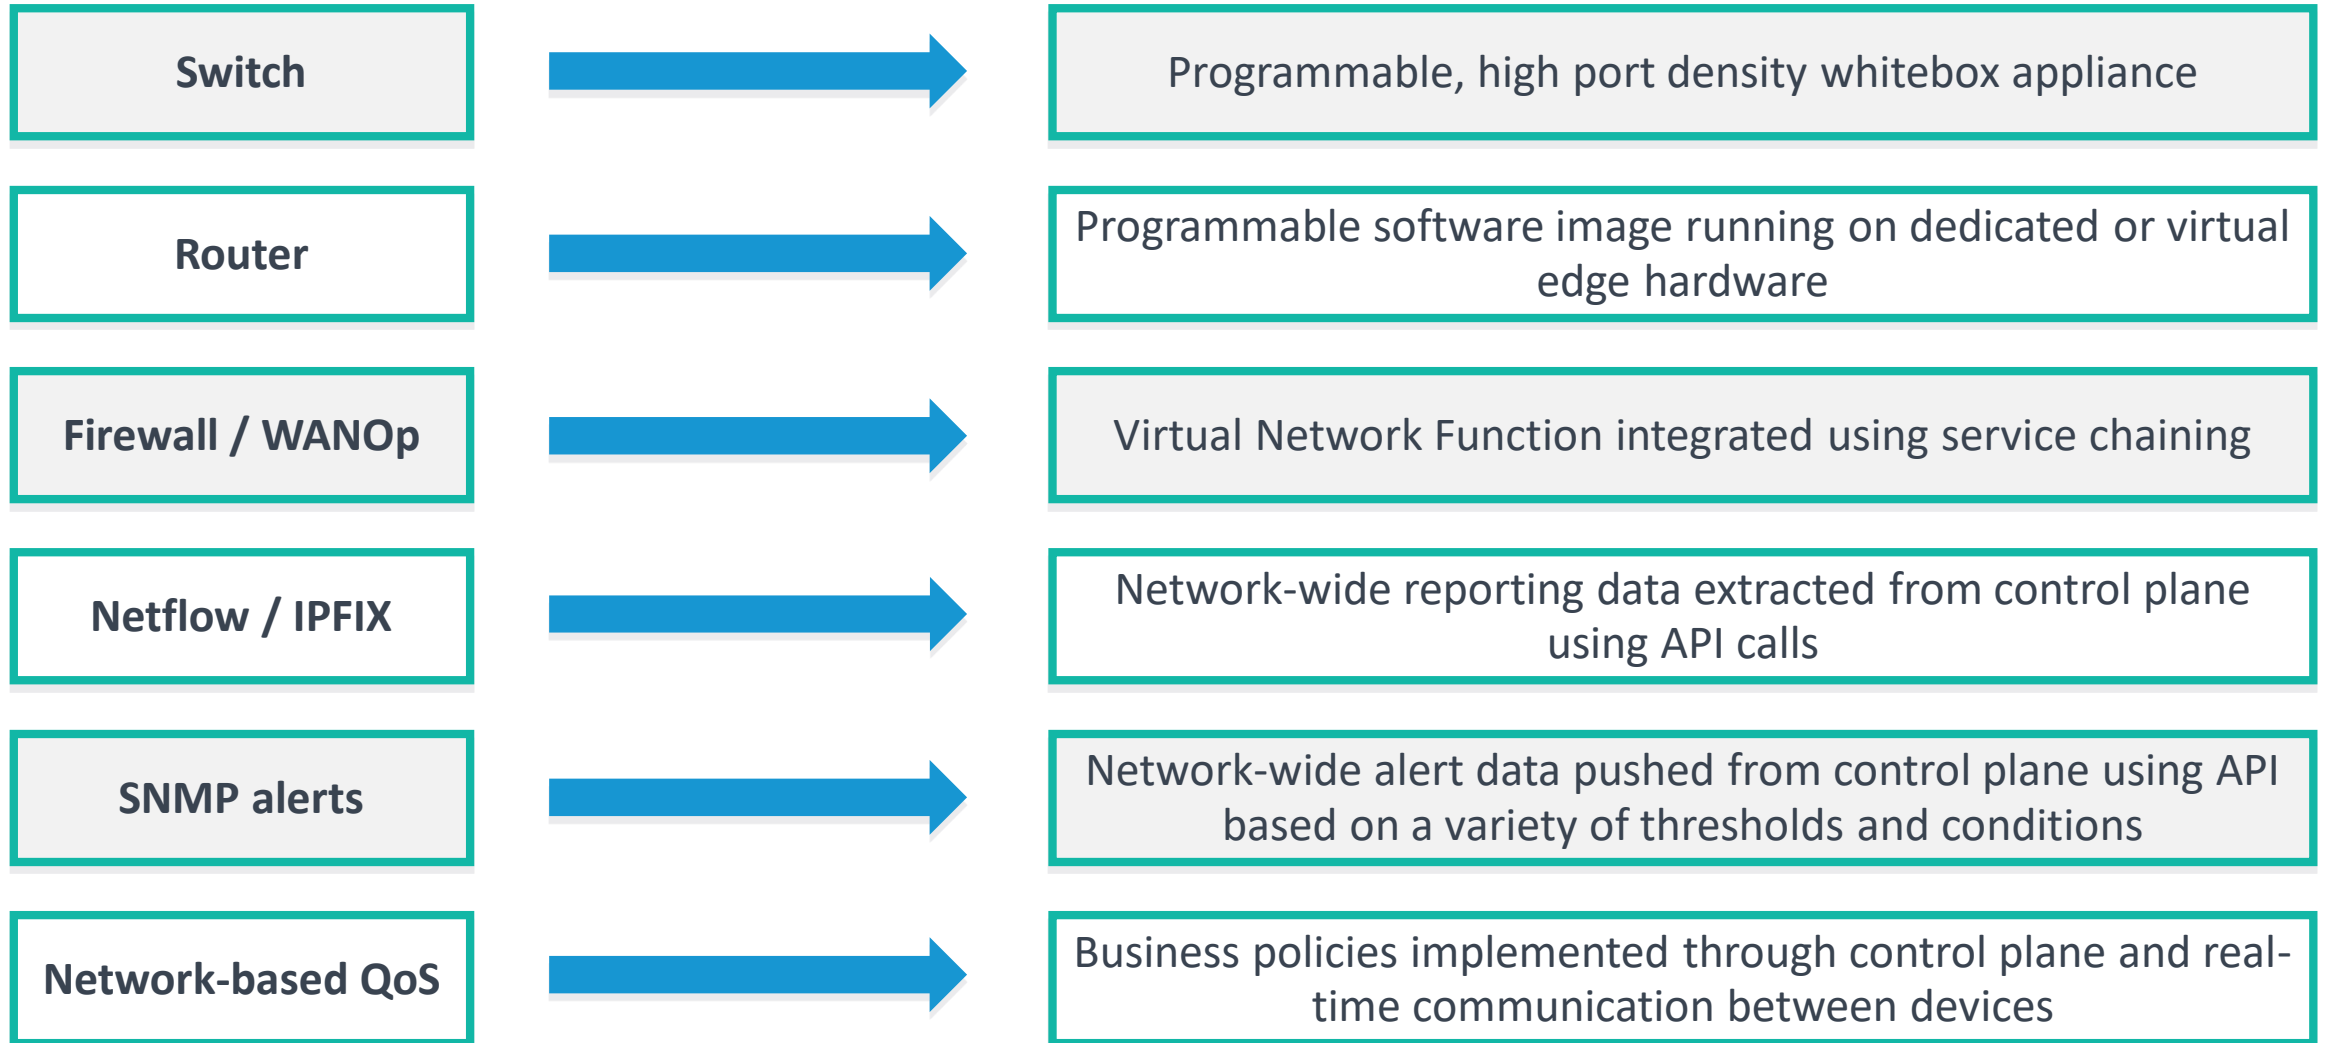 Switch
Programmable, high port density whitebox appliance
Router
Programmable software image running on dedicated or virtual
edge hardware
Firewall / WANOp
Virtual Network Function integrated using service chaining
Netflow / IPFIX
Network-wide reporting data extracted from control plane
using API calls
SNMP alerts
Network-wide alert data pushed from control plane using API
based on a variety of thresholds and conditions
Network-based QoS
Business policies implemented through control plane and real-
time communication between devices